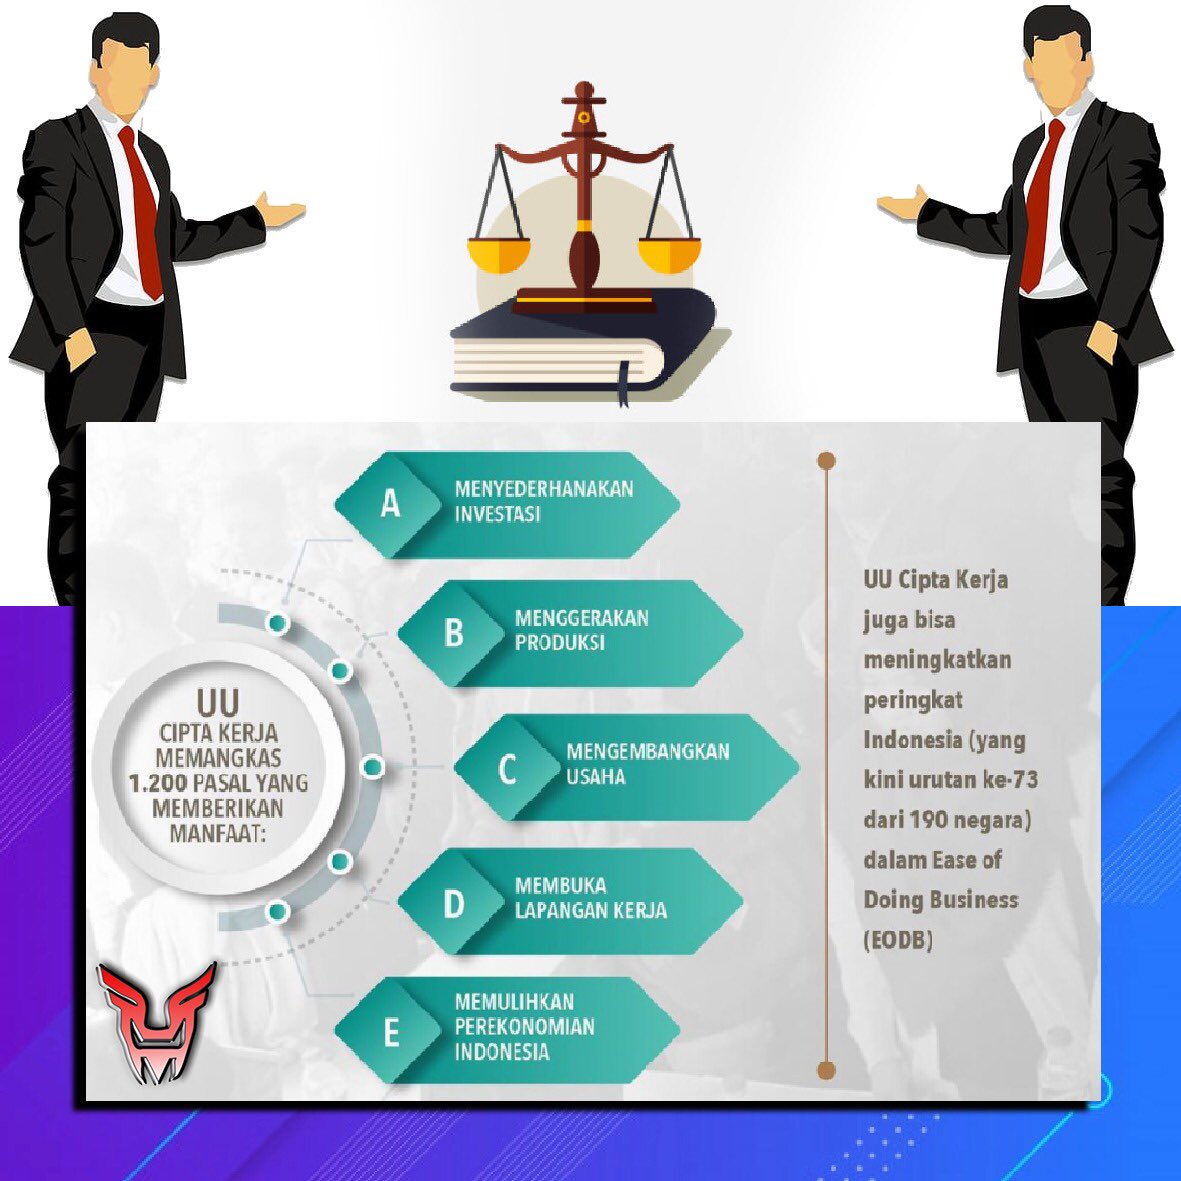 A
MENYEDERHANAKAN
INVESTASI
B
MENGGERAKAN
PRODUKSI
UU
CIPTA KERJA
MEMANGKAS
1.200 PASAL YANG
MEMBERIKAN
MANFAAT:
C
MENGEMBANGKAN
USAHA
D
MEMBUKA
LAPANGAN KERJA
E
MEMULIHKAN
PEREKONOMIAN
INDONESIA
UU Cipta Kerja
juga bisa
meningkatkan
peringkat
Indonesia (yang
kini urutan ke-73
dari 190 negara)
dalam Ease of
Doing Business
(EODB)